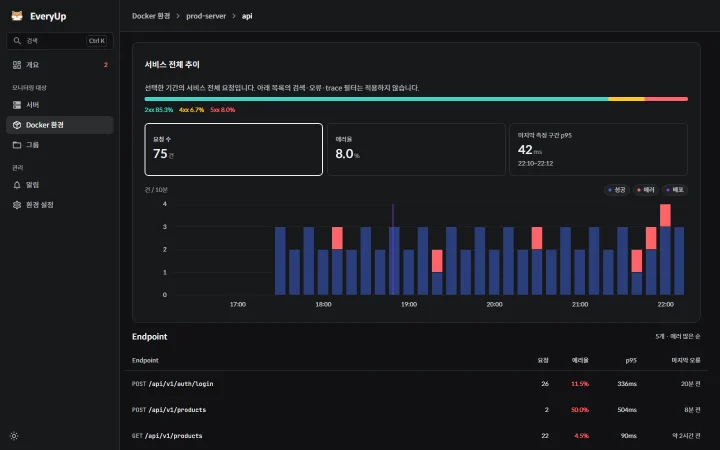 EveryUp
검색
Ctrl K
개요
2
모니터링 대상
서버
Docker 환경
그룹
관리
알림
환경 설정
Docker 환경 > prod-server > api
서비스 전체 추이
선택한 기간의 서비스 전체 요청입니다. 아래 목록의 검색·오류·trace 필터는 적용하지 않습니다.
2xx 85.3% 4xx 6.7% 5xx 8.0%
요청 수
75건
에러율
8.0%
마지막 측정 구간 p95
42ms
22:10–22:12
건 / 10분
성공 에러 배포
4
3
2
1
0
17:00 18:00 19:00 20:00 21:00 22:00
Endpoint
5개 · 에러 많은 순
Endpoint 요청 에러율 p95 마지막 오류
POST /api/v1/auth/login 26 11.5% 336ms 20분 전
POST /api/v1/products 2 50.0% 504ms 8분 전
GET /api/v1/products 22 4.5% 90ms 약 2시간 전